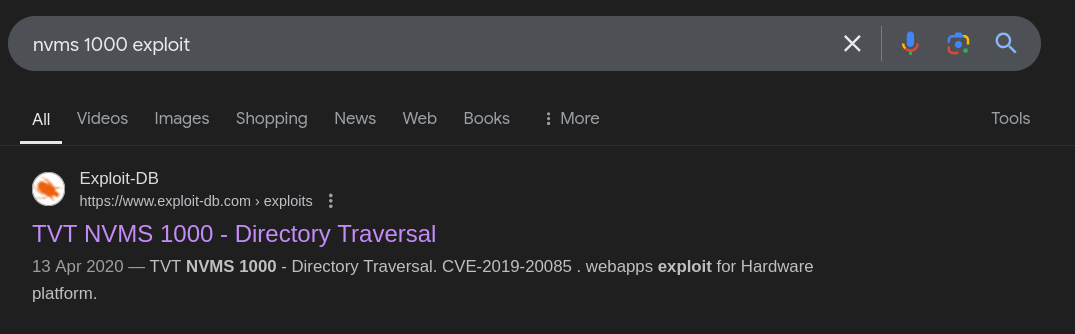 nvms 1000 exploit
All Videos Images Shopping News Web Books More Tools
Exploit-DB
https://www.exploit-db.com › exploits
TVT NVMS 1000 - Directory Traversal
13 Apr 2020 — TVT NVMS 1000 - Directory Traversal. CVE-2019-20085 . webapps exploit for Hardware
platform.